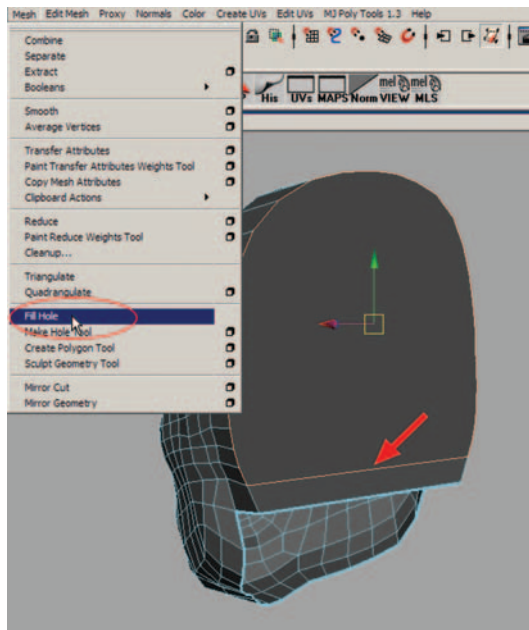 Mesh Edit Mesh Proxy Normals Color Create UVs Edit UVs MJ Poly Tools 1.3 Help
Combine
Separate
Extract
Booleans
Smooth
Average Vertices
Transfer Attributes
Paint Transfer Attributes Weights Tool
Copy Mesh Attributes
Clipboard Actions
Reduce
Paint Reduce Weights Tool
Cleanup...
Triangulate
Quadrangulate
Fill Hole
Make Hole Tool
Create Polygon Tool
Sculpt Geometry Tool
Mirror Cut
Mirror Geometry
mel mel
His UVs MAPS Norm VIEW MLS